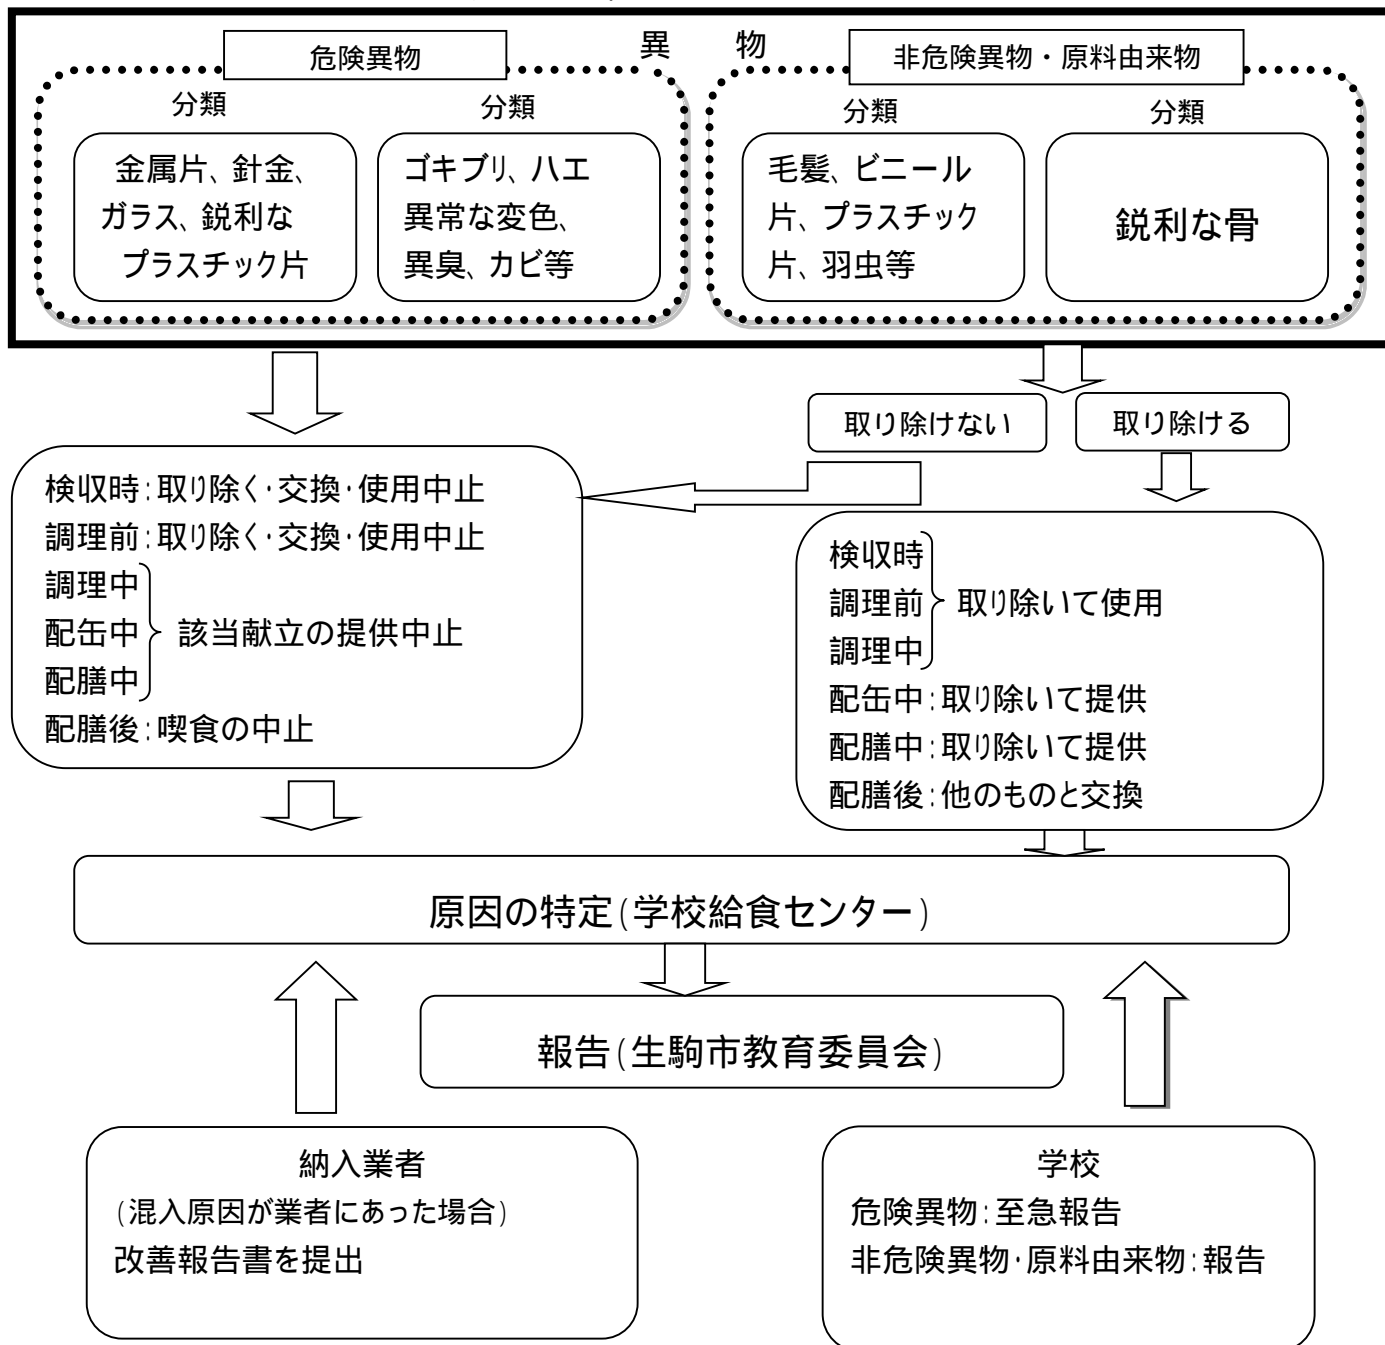 異 物
危険異物
非危険異物・原料由来物
分類
分類
分類
分類
金属片、針金、
ガラス、鋭利な
プラスチック片
ゴキブリ、ハエ
異常な変色、
異臭、カビ等
毛髪、ビニール
片、プラスチック
片、羽虫等
鋭利な骨
取り除けない
取り除ける
検収時:取り除く・交換・使用中止
調理前:取り除く・交換・使用中止
調理中
配缶中 該当献立の提供中止
配膳中
配膳後:喫食の中止
検収時
調理前 取り除いて使用
調理中
配缶中:取り除いて提供
配膳中:取り除いて提供
配膳後:他のものと交換
原因の特定(学校給食センター)
報告(生駒市教育委員会)
納入業者
(混入原因が業者にあった場合)
改善報告書を提出
学校
危険異物:至急報告
非危険異物・原料由来物:報告